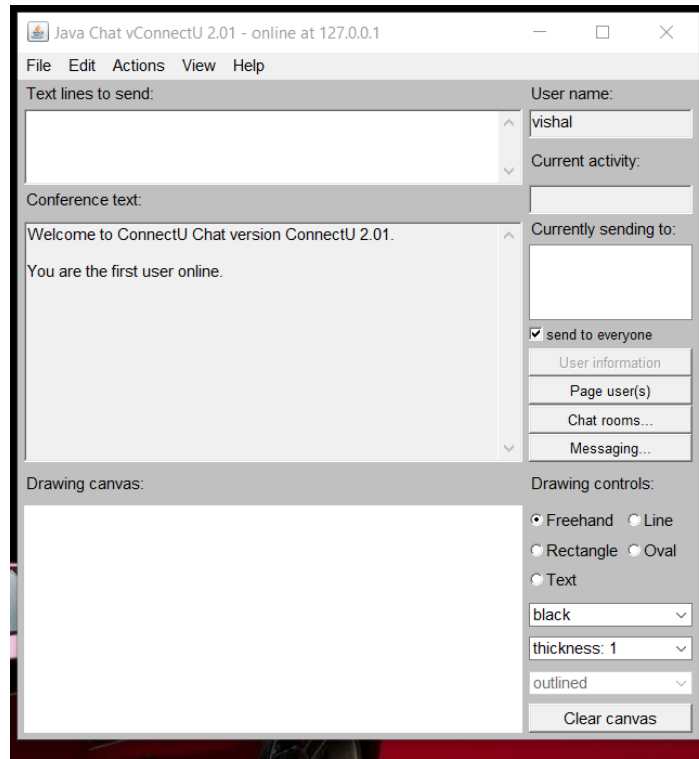 Java Chat vConnectU 2.01 - online at 127.0.0.1
File Edit Actions View Help
Text lines to send:
User name:
vishal
Current activity:
Conference text:
Welcome to ConnectU Chat version ConnectU 2.01.
You are the first user online.
Currently sending to:
send to everyone
User information
Page user(s)
Chat rooms...
Messaging...
Drawing canvas:
Drawing controls:
Freehand Line
Rectangle Oval
Text
black
thickness: 1
outlined
Clear canvas